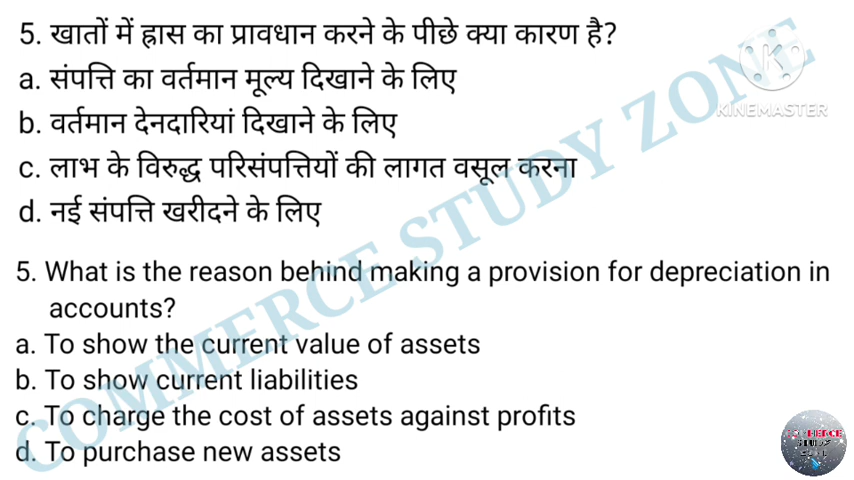 5. खातों में ह्रास का प्रावधान करने के पीछे क्या कारण है?
a. संपत्ति का वर्तमान मूल्य दिखाने के लिए
b. वर्तमान देनदारियां दिखाने के लिए
c. लाभ के विरुद्ध परिसंपत्तियों की लागत वसूल करना
d. नई संपत्ति खरीदने के लिए
K
KINEMASTER
COMMERCE STUDY ZONE
5. What is the reason behind making a provision for depreciation in
accounts?
a. To show the current value of assets
b. To show current liabilities
c. To charge the cost of assets against profits
d. To purchase new assets